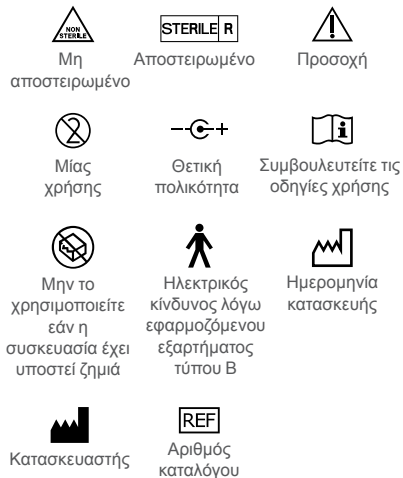 NON
STERILE
STERILE R
Μη
αποστειρωμένο
Αποστειρωμένο
Προσοχή
2
Μίας
χρήσης
Θετική
πολικότητα
i
Συμβουλευτείτε τις
οδηγίες χρήσης
Μην το
χρησιμοποιείτε
εάν η
συσκευασία έχει
υποστεί ζημιά
Ηλεκτρικός
κίνδυνος λόγω
εφαρμοζόμενου
εξαρτήματος
τύπου Β
Ημερομηνία
κατασκευής
Κατασκευαστής
REF
Αριθμός
καταλόγου